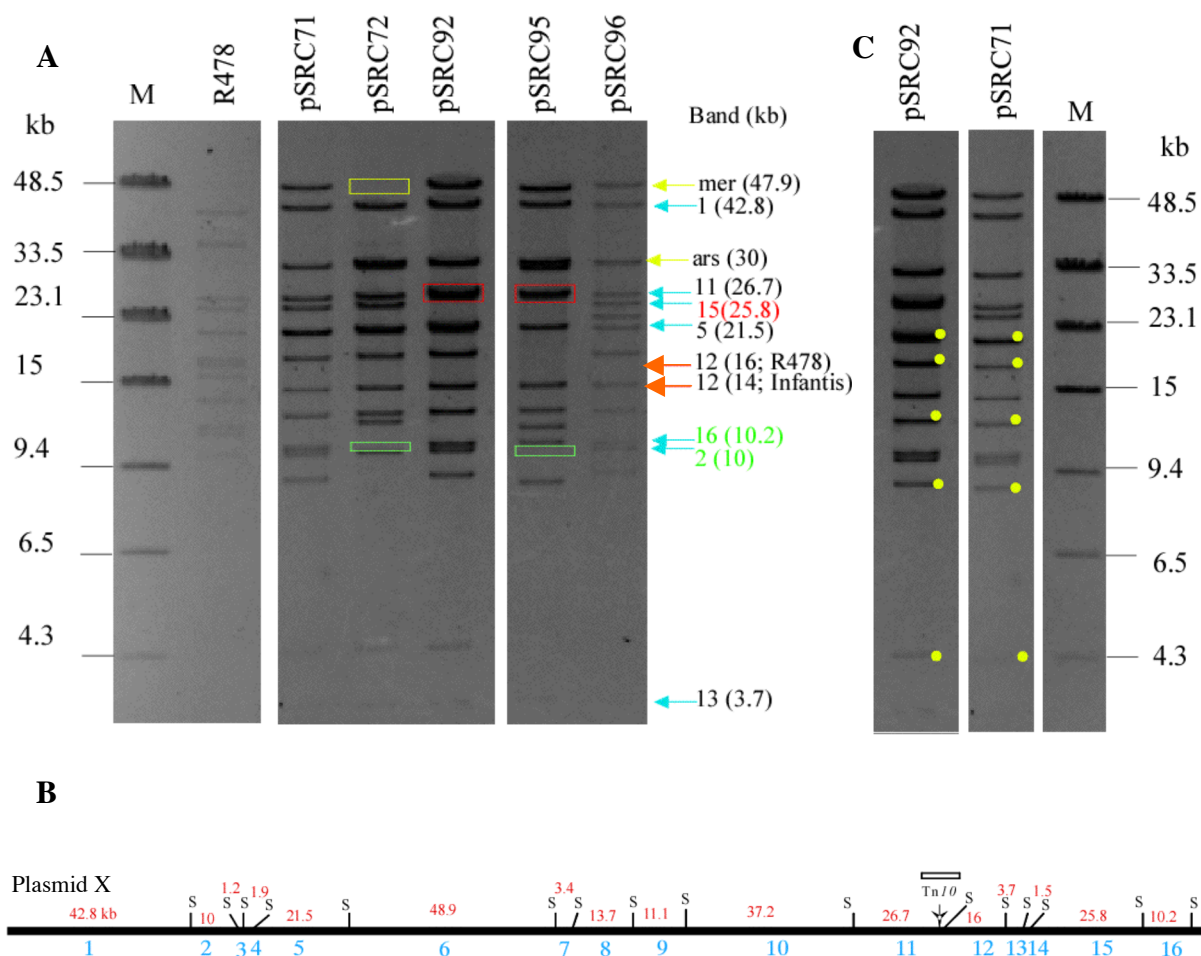 A
M
R478
pSRC71
pSRC72
pSRC92
pSRC95
pSRC96
kb
48.5
33.5
23.1
15
9.4
6.5
4.3
Band (kb)
mer (47.9)
1 (42.8)
ars (30)
11 (26.7)
15(25.8)
5 (21.5)
12 (16; R478)
12 (14; Infantis)
16 (10.2)
2 (10)
13 (3.7)
C
pSRC92
pSRC71
M
kb
48.5
33.5
23.1
15
9.4
6.5
4.3
B
Plasmid X
S S S S S S S S S S S S S S S S
42.8 kb 10 1.2 1.9 21.5 48.9 3.4 13.7 11.1 37.2 26.7 16 3.7 1.5 25.8 10.2
Tn10
1 2 3 4 5 6 7 8 9 10 11 12 13 14 15 16